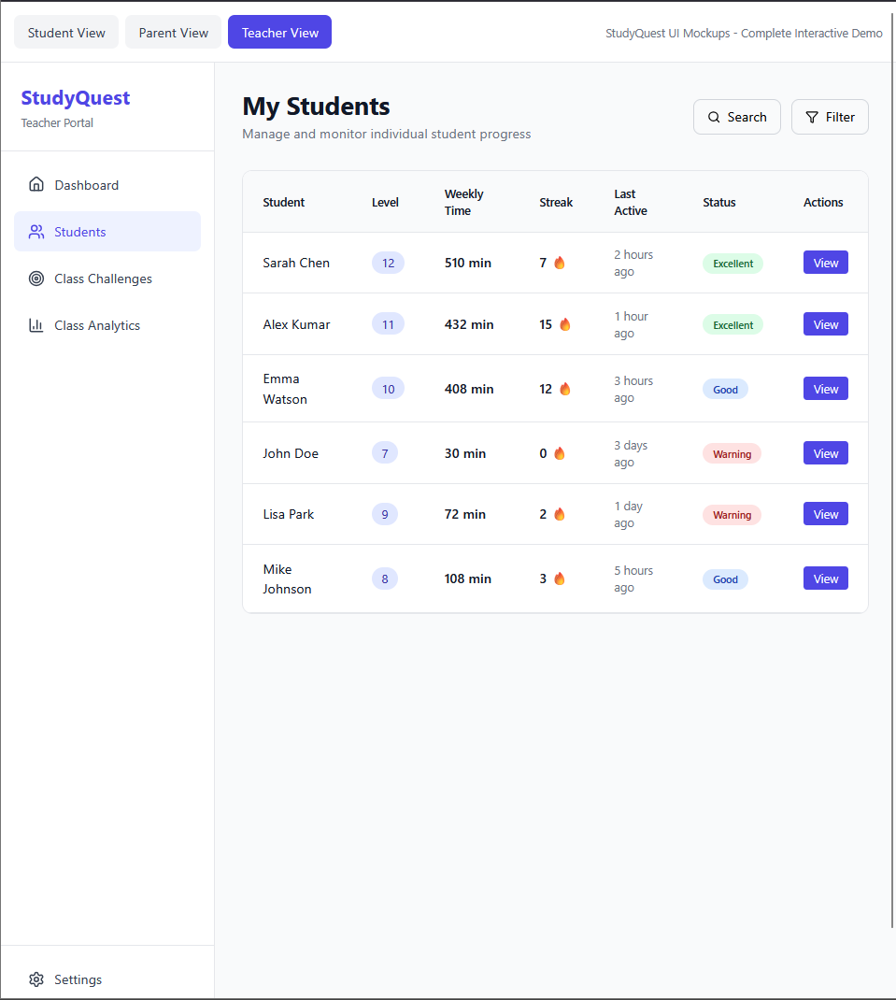 Student View
Parent View
Teacher View
StudyQuest UI Mockups - Complete Interactive Demo
StudyQuest
Teacher Portal
Dashboard
Students
Class Challenges
Class Analytics
Settings
My Students
Manage and monitor individual student progress
Search
Filter
Student
Level
Weekly
Time
Streak
Last
Active
Status
Actions
Sarah Chen
12
510 min
7 🔥
2 hours
ago
Excellent
View
Alex Kumar
11
432 min
15 🔥
1 hour
ago
Excellent
View
Emma
Watson
10
408 min
12 🔥
3 hours
ago
Good
View
John Doe
7
30 min
0 🔥
3 days
ago
Warning
View
Lisa Park
9
72 min
2 🔥
1 day
ago
Warning
View
Mike
Johnson
8
108 min
3 🔥
5 hours
ago
Good
View